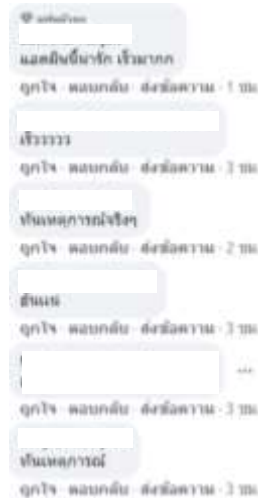 แอดมินขี้น่ารัก เร็วมากก
ถูกใจ · ตอบกลับ · ส่งข้อความ · 1 ชม
เร็ววววว
ถูกใจ · ตอบกลับ · ส่งข้อความ · 3 ชม
ทันเหตุการณ์จริงๆ
ถูกใจ · ตอบกลับ · ส่งข้อความ · 2 ชม
ถูกใจ · ตอบกลับ · ส่งข้อความ · 3 ชม
ถูกใจ · ตอบกลับ · ส่งข้อความ · 3 ชม
ทันเหตุการณ์
ถูกใจ · ตอบกลับ · ส่งข้อความ · 3 ชม